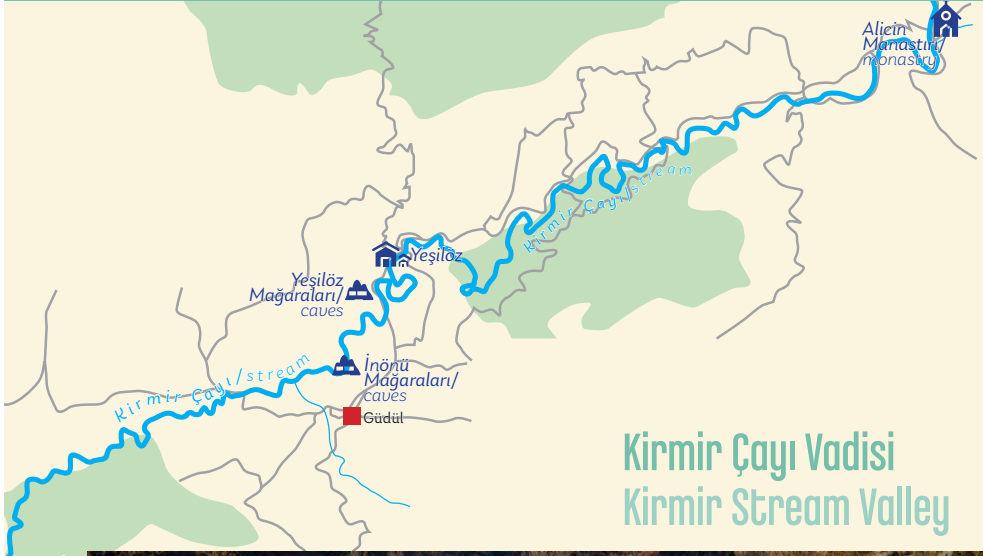 Alicin
Manastırı/
monastry
Kirmir Çayı/stream
Yeşilöz
Yeşilöz
Mağaraları/
caves
İnönü
Mağaraları/
caves
Kirmir Çayı/stream
Güdül
Kirmir Çayı Vadisi
Kirmir Stream Valley